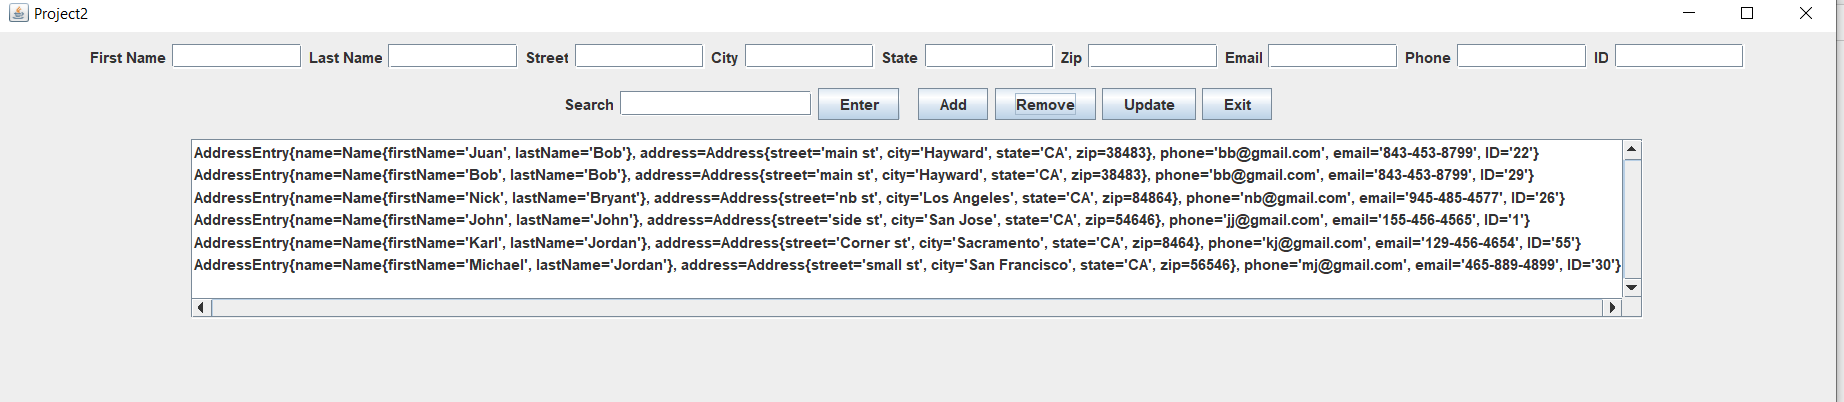 Project2
First Name Last Name Street City State Zip Email Phone ID
Search Enter Add Remove Update Exit
AddressEntry{name=Name{firstName='Juan', lastName='Bob'}, address=Address{street='main st', city='Hayward', state='CA', zip=38483}, phone='bb@gmail.com', email='843-453-8799', ID='22'}
AddressEntry{name=Name{firstName='Bob', lastName='Bob'}, address=Address{street='main st', city='Hayward', state='CA', zip=38483}, phone='bb@gmail.com', email='843-453-8799', ID='29'}
AddressEntry{name=Name{firstName='Nick', lastName='Bryant'}, address=Address{street='nb st', city='Los Angeles', state='CA', zip=84864}, phone='nb@gmail.com', email='945-485-4577', ID='26'}
AddressEntry{name=Name{firstName='John', lastName='John'}, address=Address{street='side st', city='San Jose', state='CA', zip=54646}, phone='jj@gmail.com', email='155-456-4565', ID='1'}
AddressEntry{name=Name{firstName='Karl', lastName='Jordan'}, address=Address{street='Corner st', city='Sacramento', state='CA', zip=8464}, phone='kj@gmail.com', email='129-456-4654', ID='55'}
AddressEntry{name=Name{firstName='Michael', lastName='Jordan'}, address=Address{street='small st', city='San Francisco', state='CA', zip=56546}, phone='mj@gmail.com', email='465-889-4899', ID='30'}